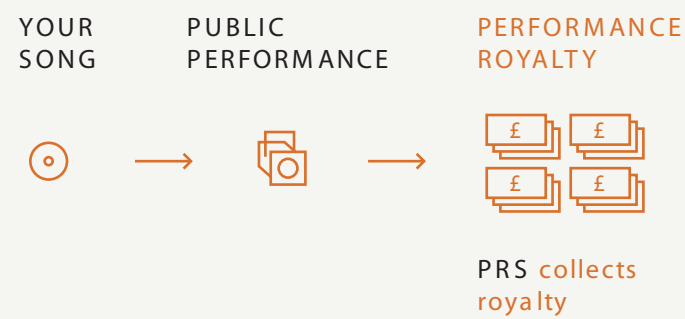 YOUR
SONG
PUBLIC
PERFORMANCE
PERFORMANCE
ROYALTY
£
£
£
£
PRS collects
royalty